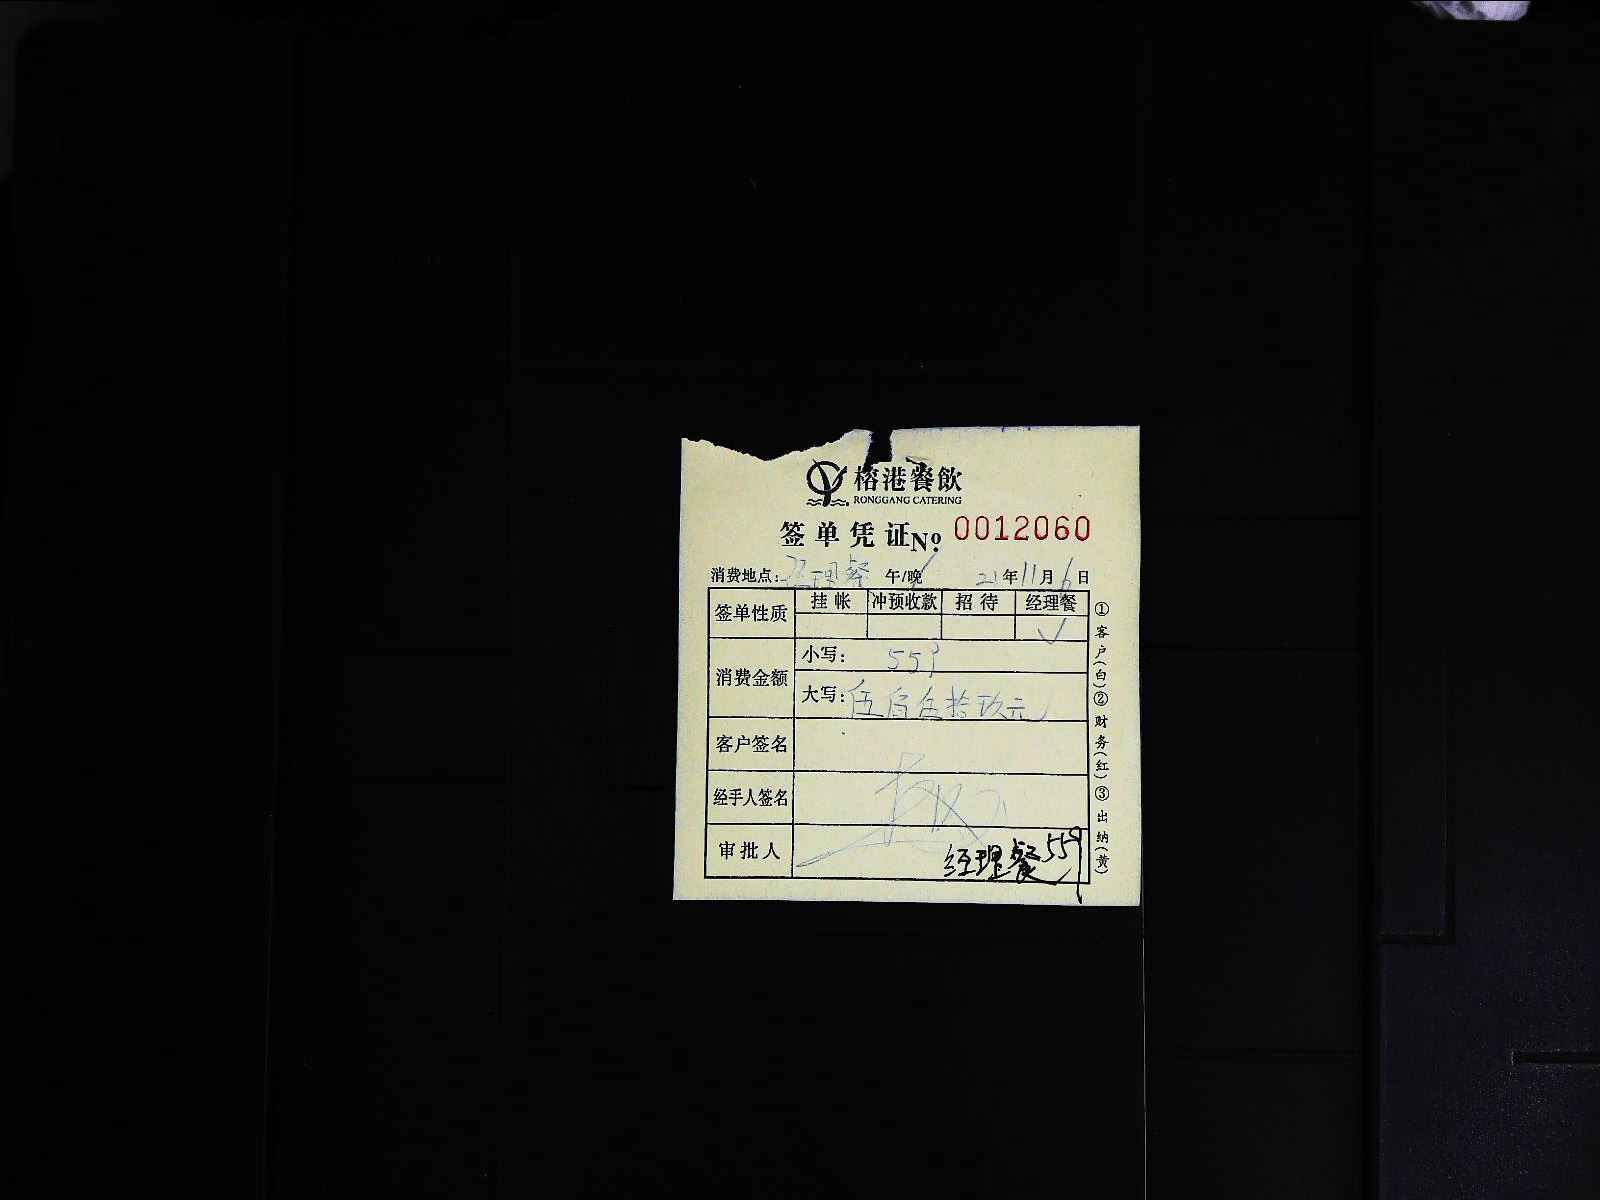 榕港餐飲
RONGGANG CATERING
签单凭证 № 0012060
消费地点: 经理餐 午/晚 21年11月6日
签单性质 挂帐 冲预收款 招待 经理餐
✓
消费金额 小写: 559
大写: 伍佰伍拾玖元
客户签名
经手人签名
审批人 经理餐559
①客户(白)②财务(红)③出纳(黄)